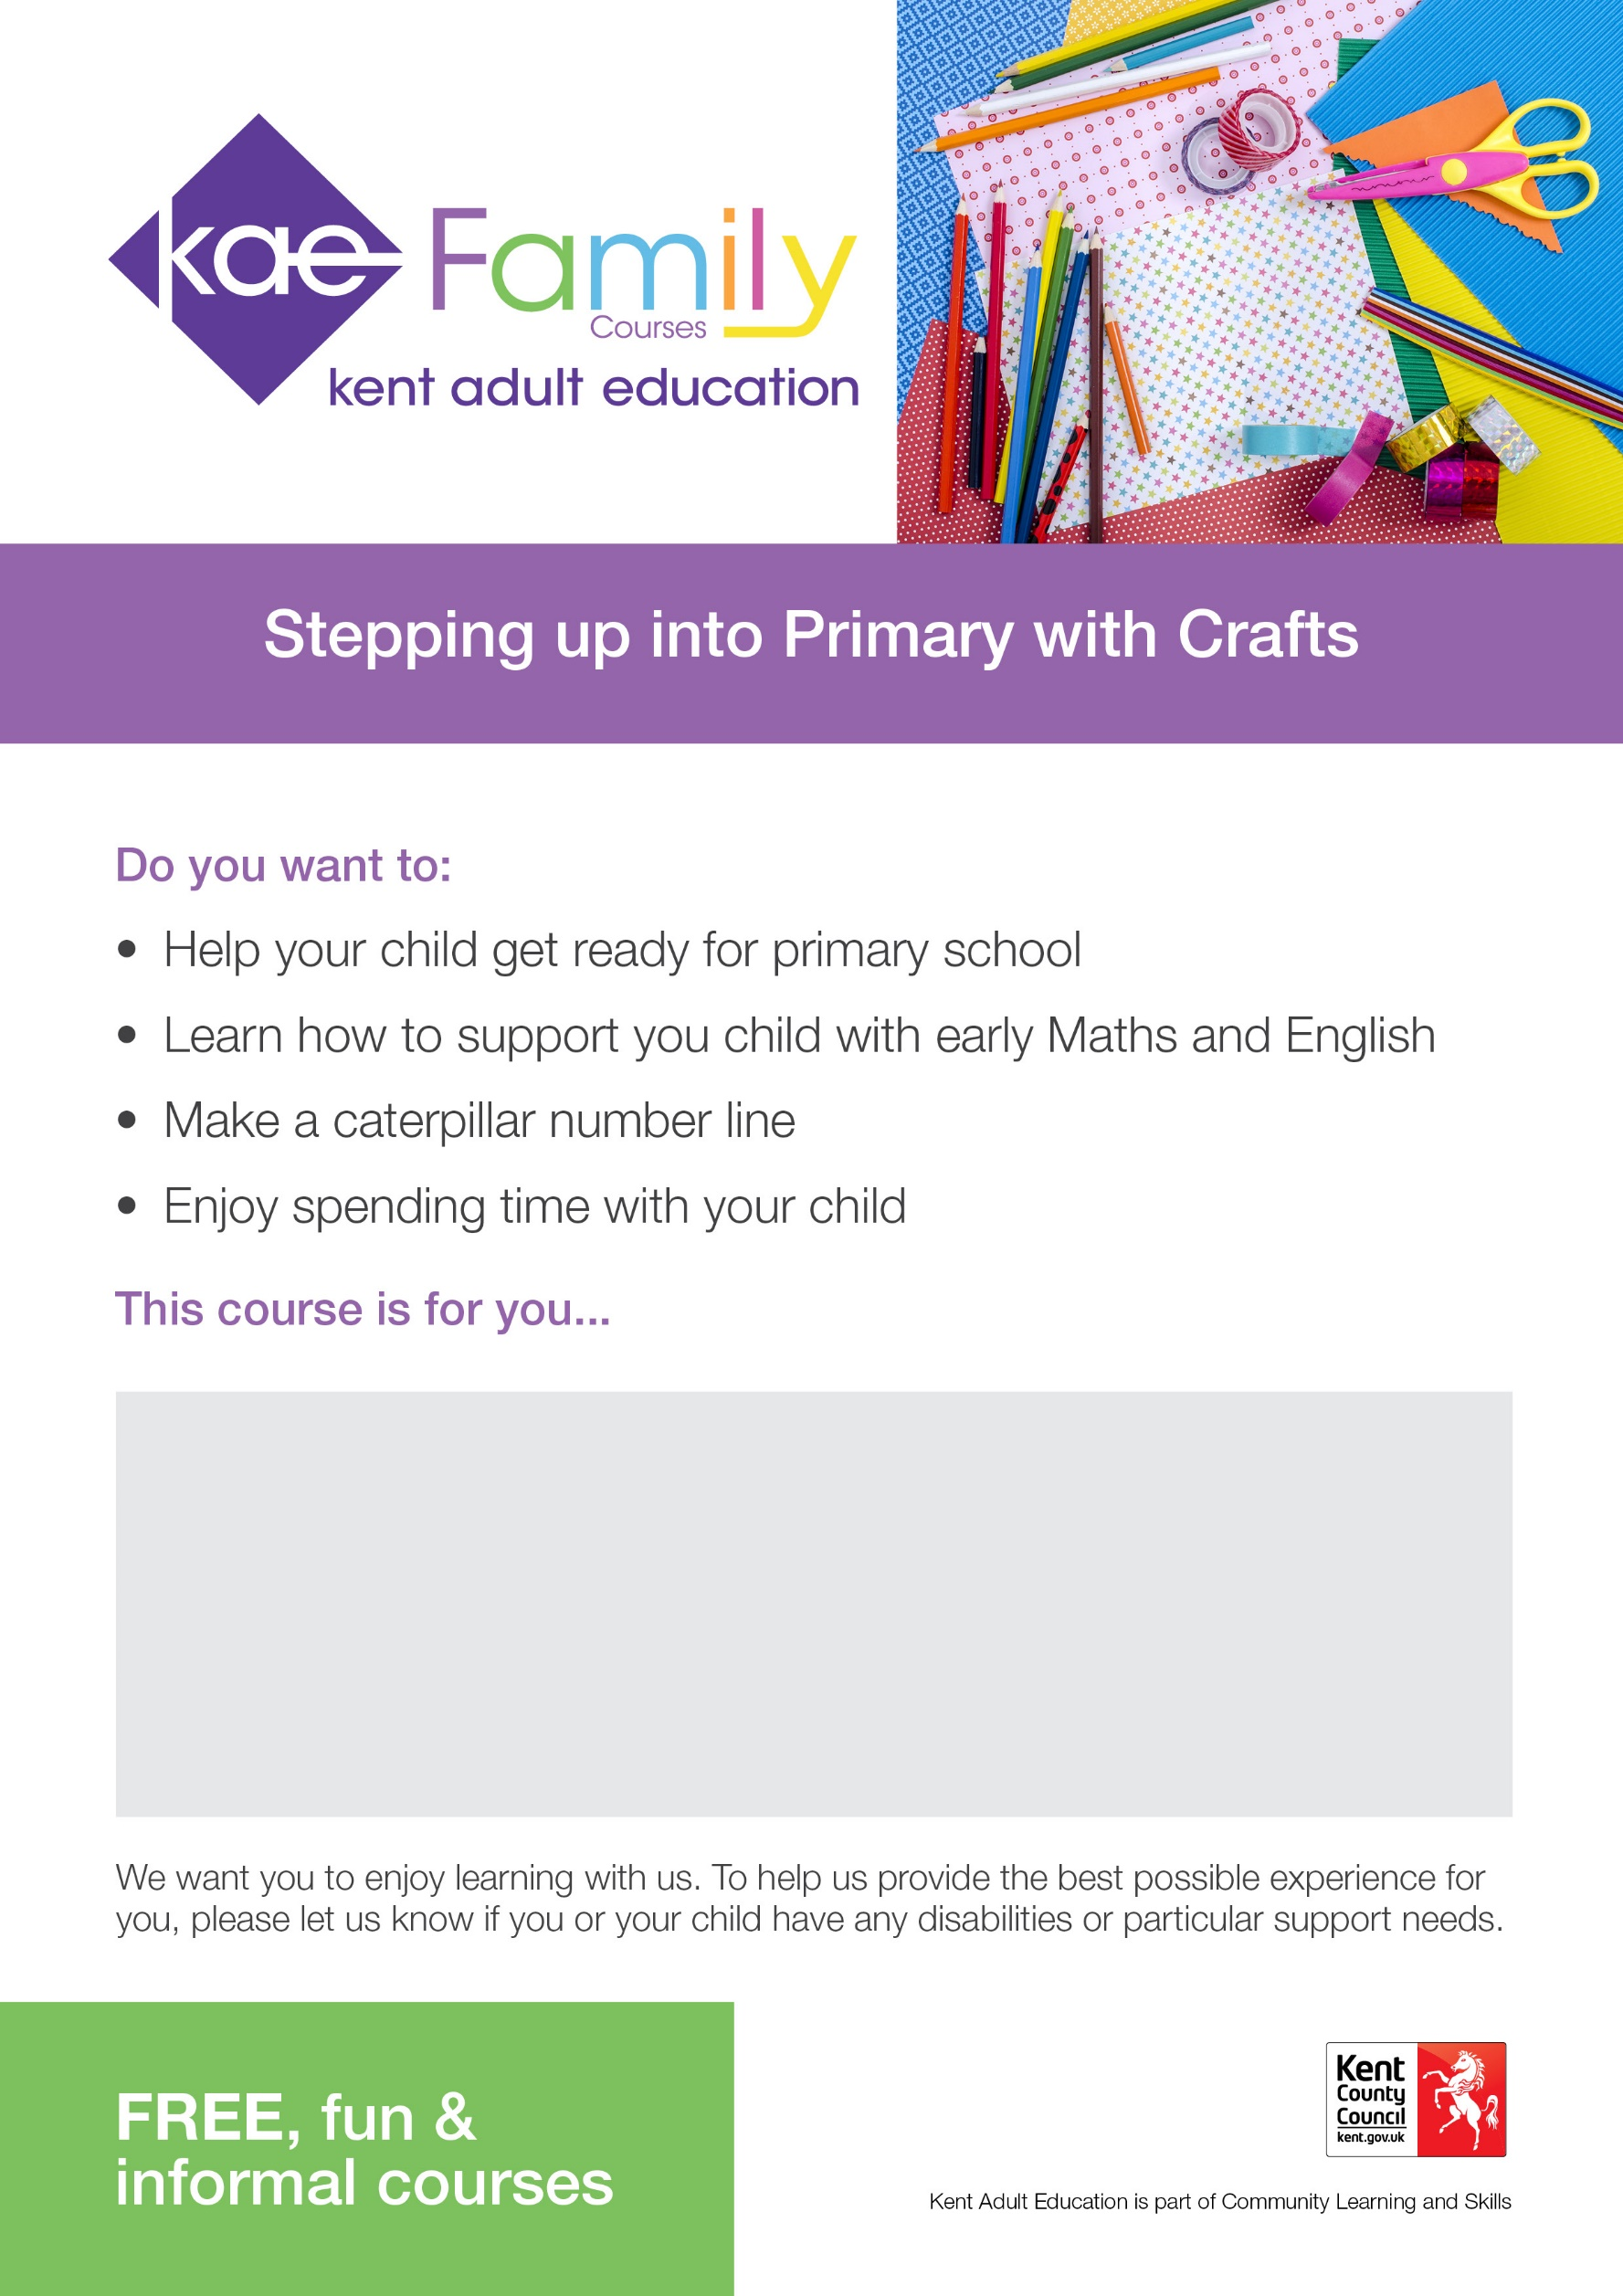 kae Family
Courses
kent adult education
Stepping up into Primary with Crafts
Do you want to:
• Help your child get ready for primary school
• Learn how to support you child with early Maths and English
• Make a caterpillar number line
• Enjoy spending time with your child
This course is for you...
We want you to enjoy learning with us. To help us provide the best possible experience for
you, please let us know if you or your child have any disabilities or particular support needs.
FREE, fun &
informal courses
Kent
County
Council
kent.gov.uk
Kent Adult Education is part of Community Learning and Skills